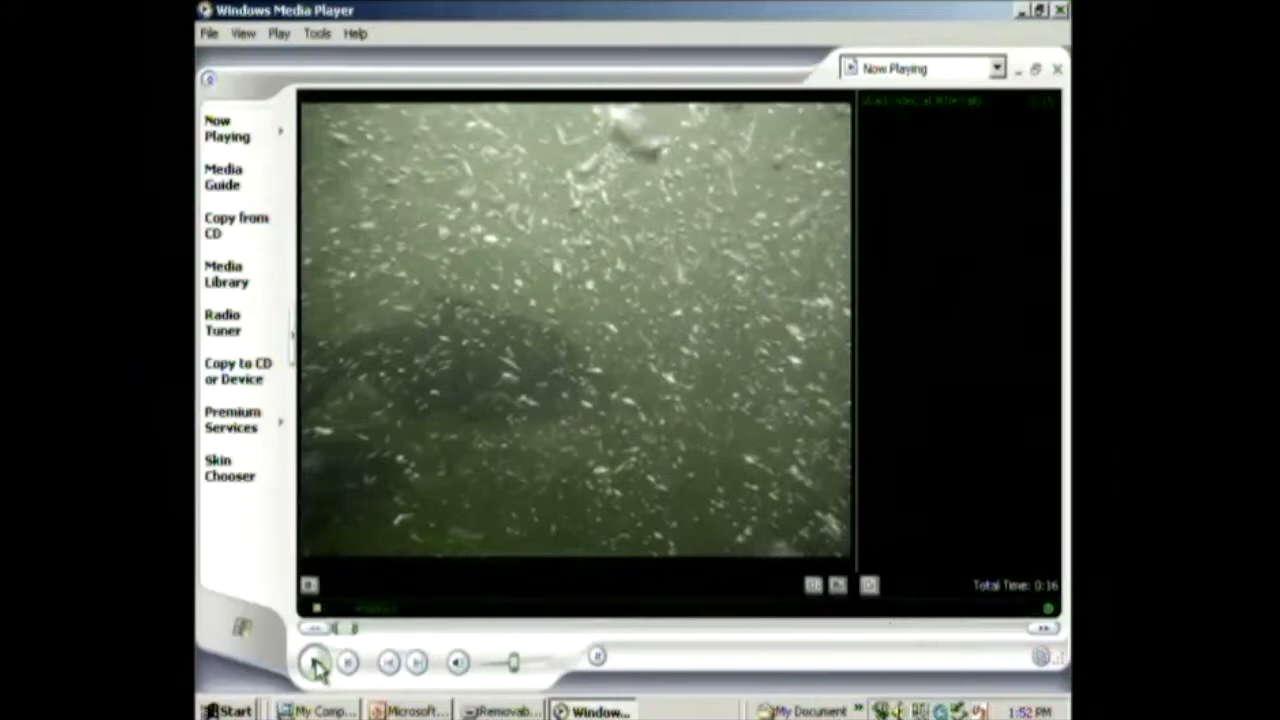 Windows Media Player
File View Play Tools Help
Now Playing
Now
Playing
Media
Guide
Copy from
CD
Media
Library
Radio
Tuner
Copy to CD
or Device
Premium
Services
Skin
Chooser
Total Time: 0:16
Start My Comp... Microsoft... Removab... Window... My Document » 1:52 PM